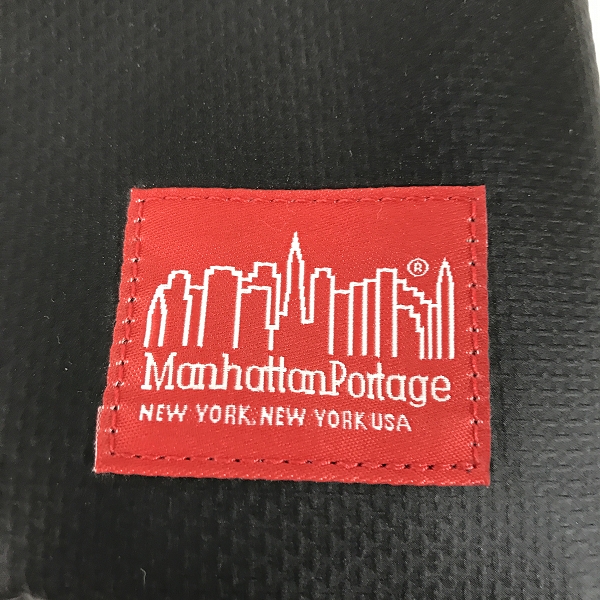 ®
ManhattanPortage
NEW YORK, NEW YORK USA